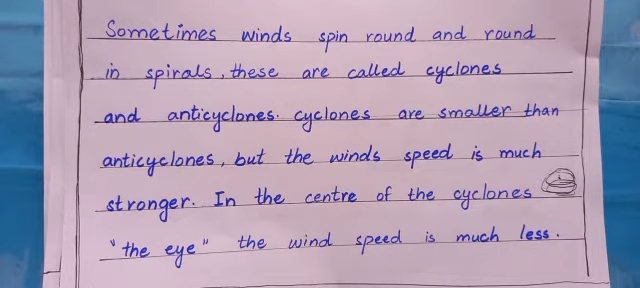 Sometimes winds spin round and round
in spirals, these are called cyclones
and anticyclones. cyclones are smaller than
anticyclones, but the winds speed is much
stronger. In the centre of the cyclones
"the eye" the wind speed is much less.